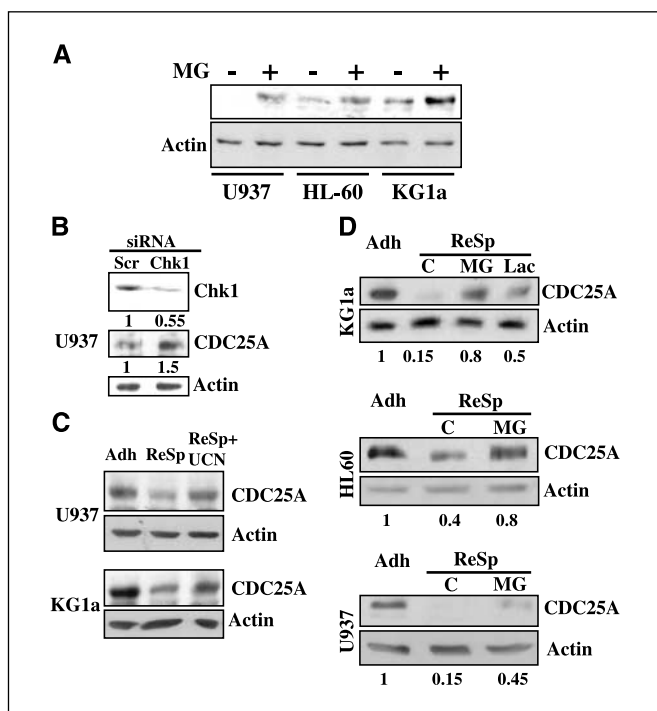 A
MG - + - + - +
Actin
U937 HL-60 KG1a
B
siRNA
Scr Chk1
Chk1
1 0.55
U937
CDC25A
1 1.5
Actin
C
Adh ReSp ReSp+
UCN
CDC25A
U937
Actin
CDC25A
KG1a
Actin
D
Adh ReSp
C MG Lac
CDC25A
KG1a
Actin
1 0.15 0.8 0.5
Adh ReSp
C MG
CDC25A
HL60
Actin
1 0.4 0.8
Adh ReSp
C MG
CDC25A
U937
Actin
1 0.15 0.45